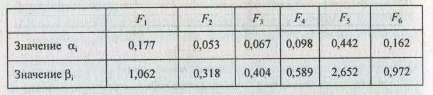 F₁ F₂ F₃ F₄ F₅ F₆
Значение αᵢ 0,177 0,053 0,067 0,098 0,442 0,162
Значение βᵢ 1,062 0,318 0,404 0,589 2,652 0,972